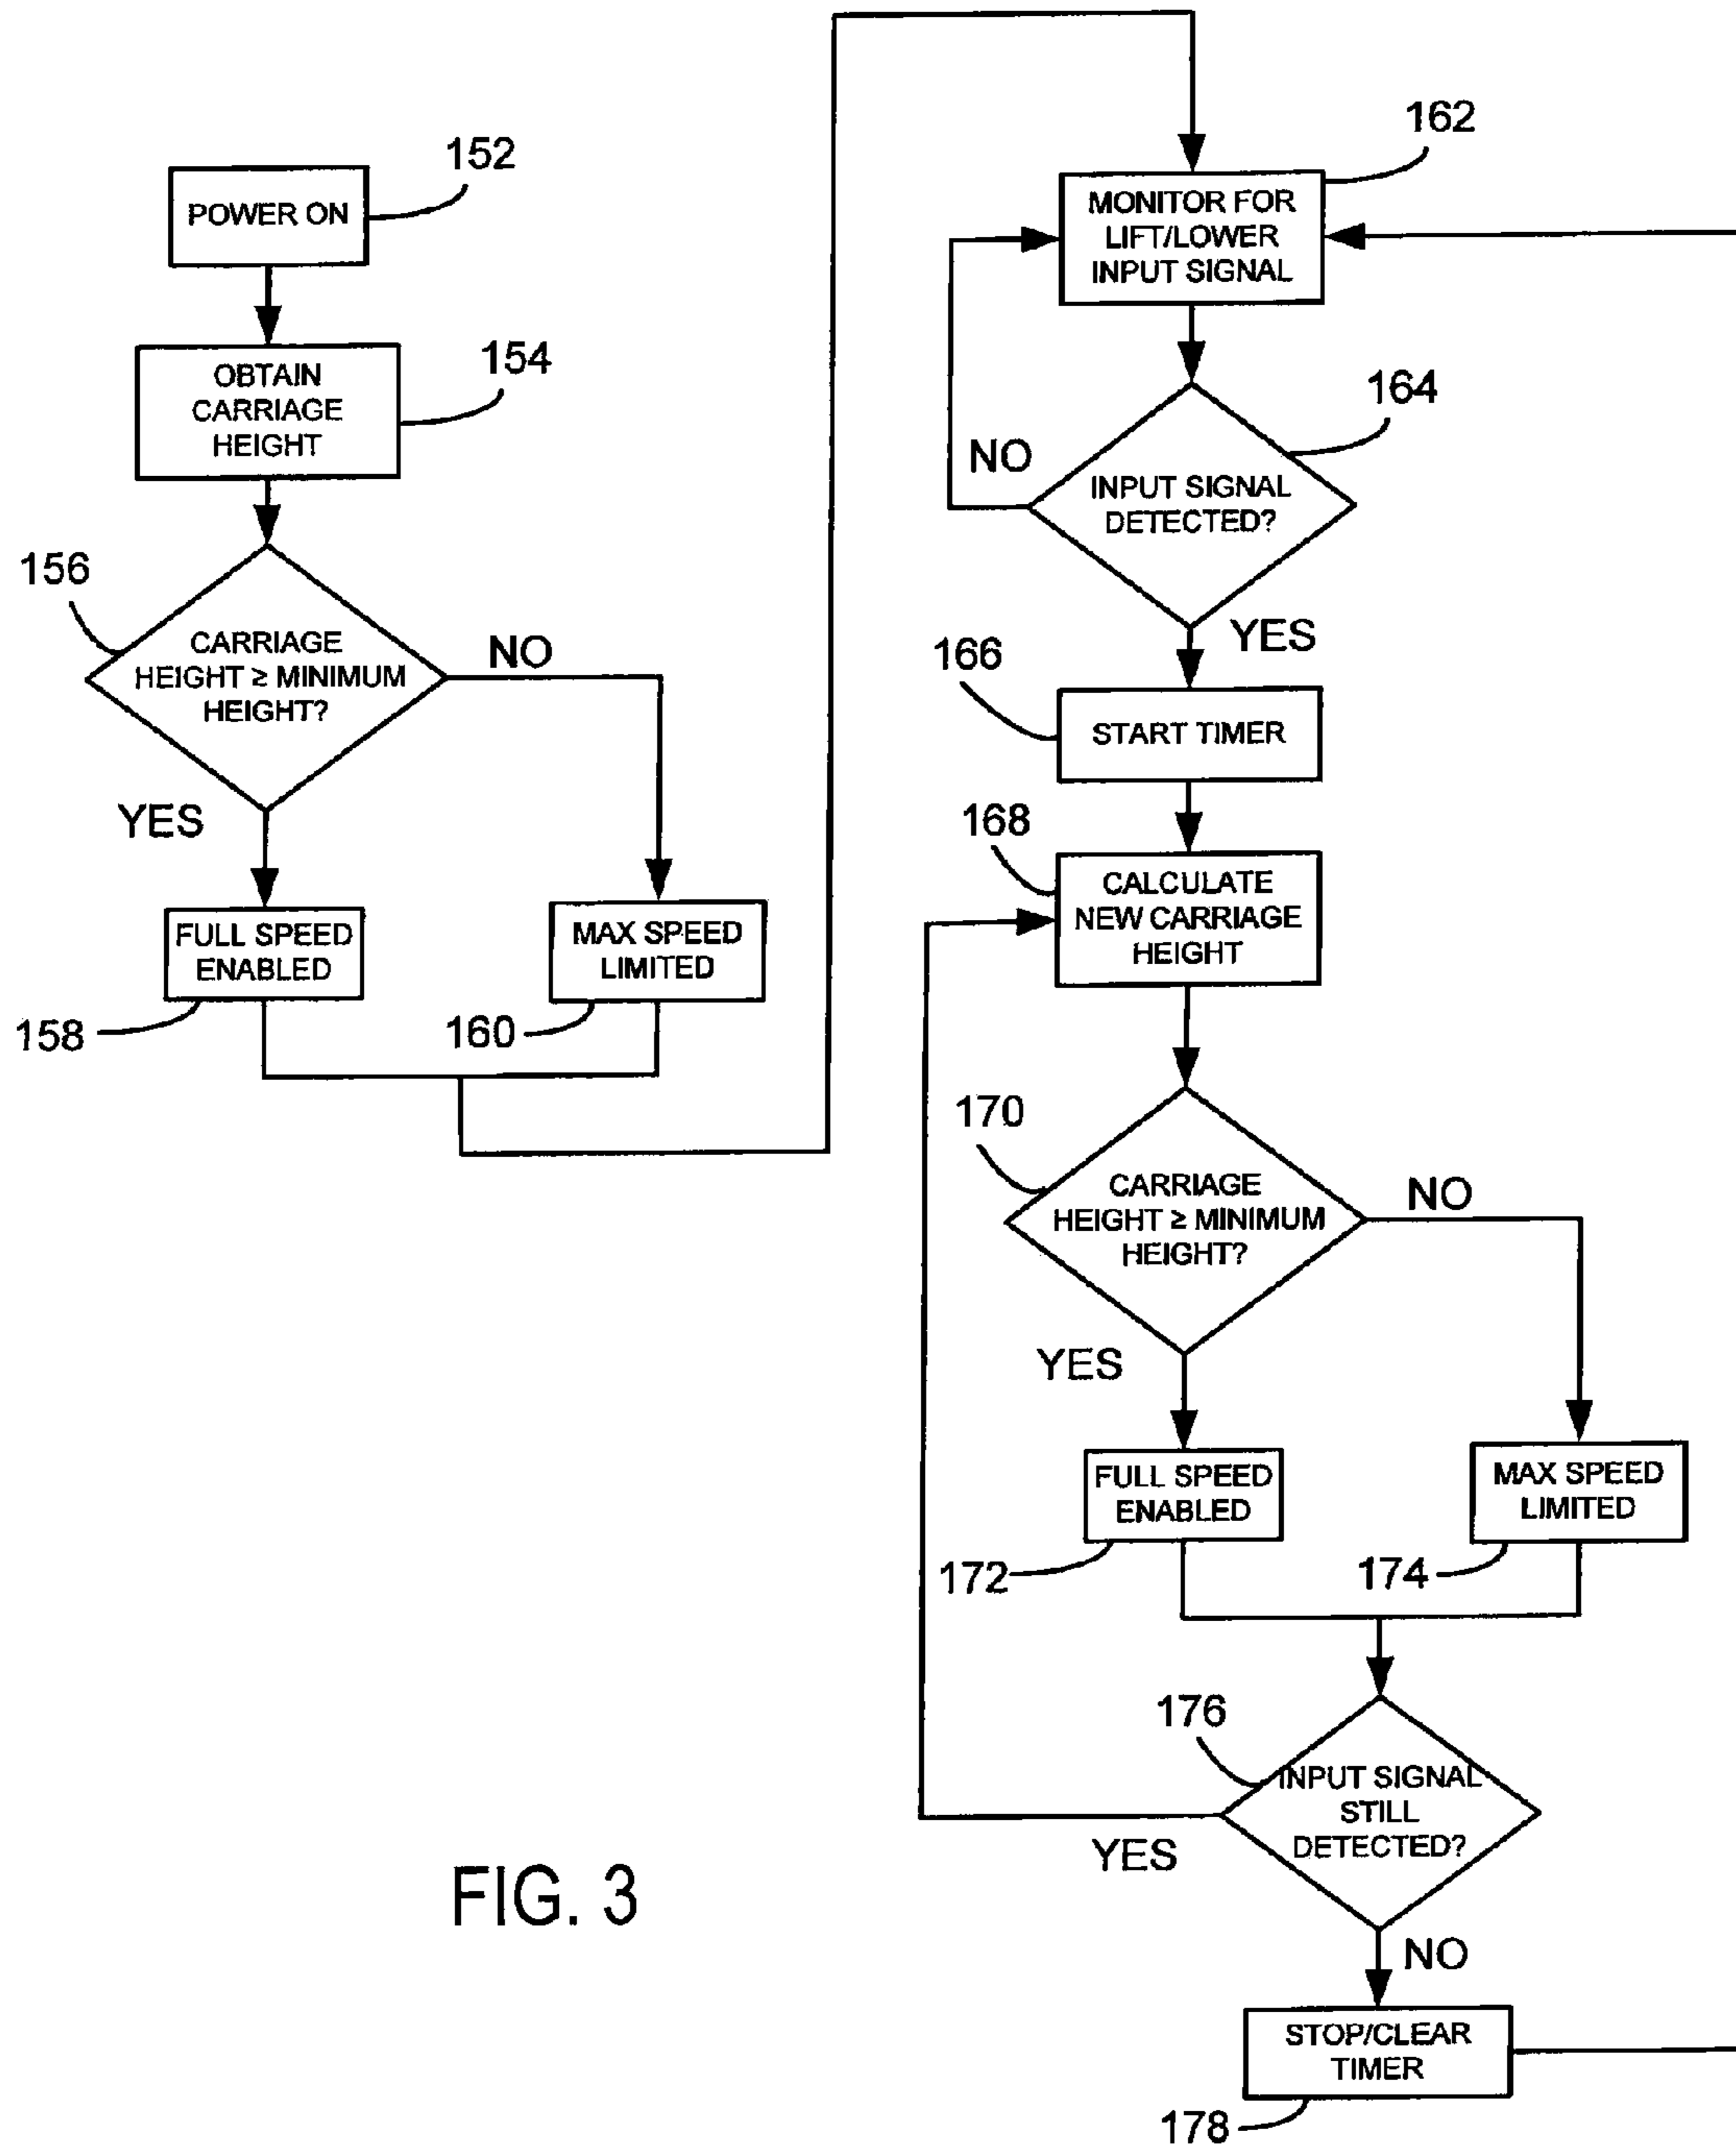 152
POWER ON
154
OBTAIN
CARRIAGE
HEIGHT
156
CARRIAGE
HEIGHT ≥ MINIMUM
HEIGHT?
NO
YES
FULL SPEED
ENABLED
158
MAX SPEED
LIMITED
160
162
MONITOR FOR
LIFT/LOWER
INPUT SIGNAL
164
NO
INPUT SIGNAL
DETECTED?
YES
166
START TIMER
168
CALCULATE
NEW CARRIAGE
HEIGHT
170
CARRIAGE
HEIGHT ≥ MINIMUM
HEIGHT?
NO
YES
FULL SPEED
ENABLED
172
MAX SPEED
LIMITED
174
176
INPUT SIGNAL
STILL
DETECTED?
YES
NO
STOP/CLEAR
TIMER
178
FIG. 3